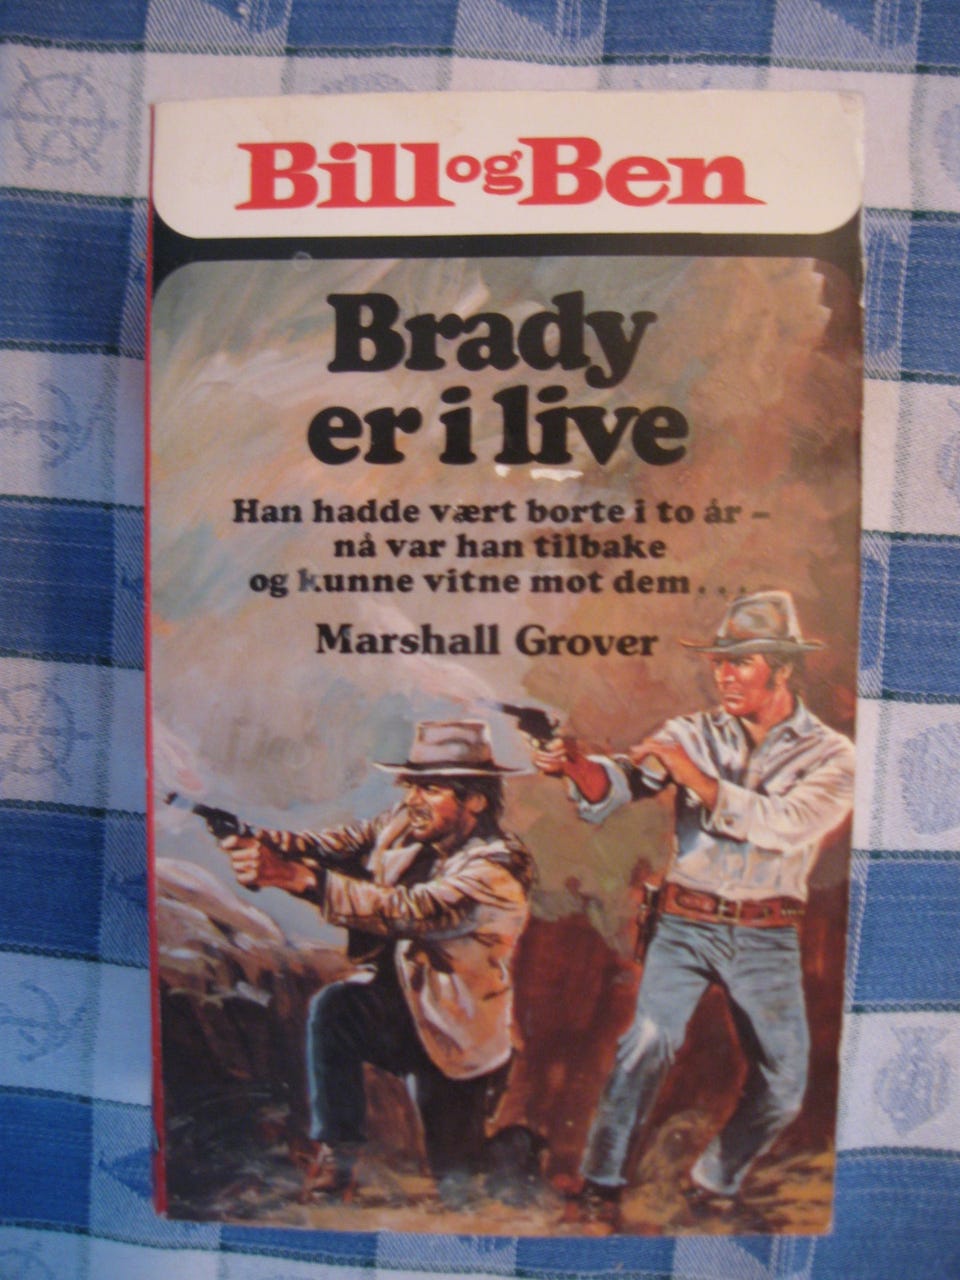 Bill og Ben
Brady
er i live
Han hadde vært borte i to år –
nå var han tilbake
og kunne vitne mot dem...
Marshall Grover